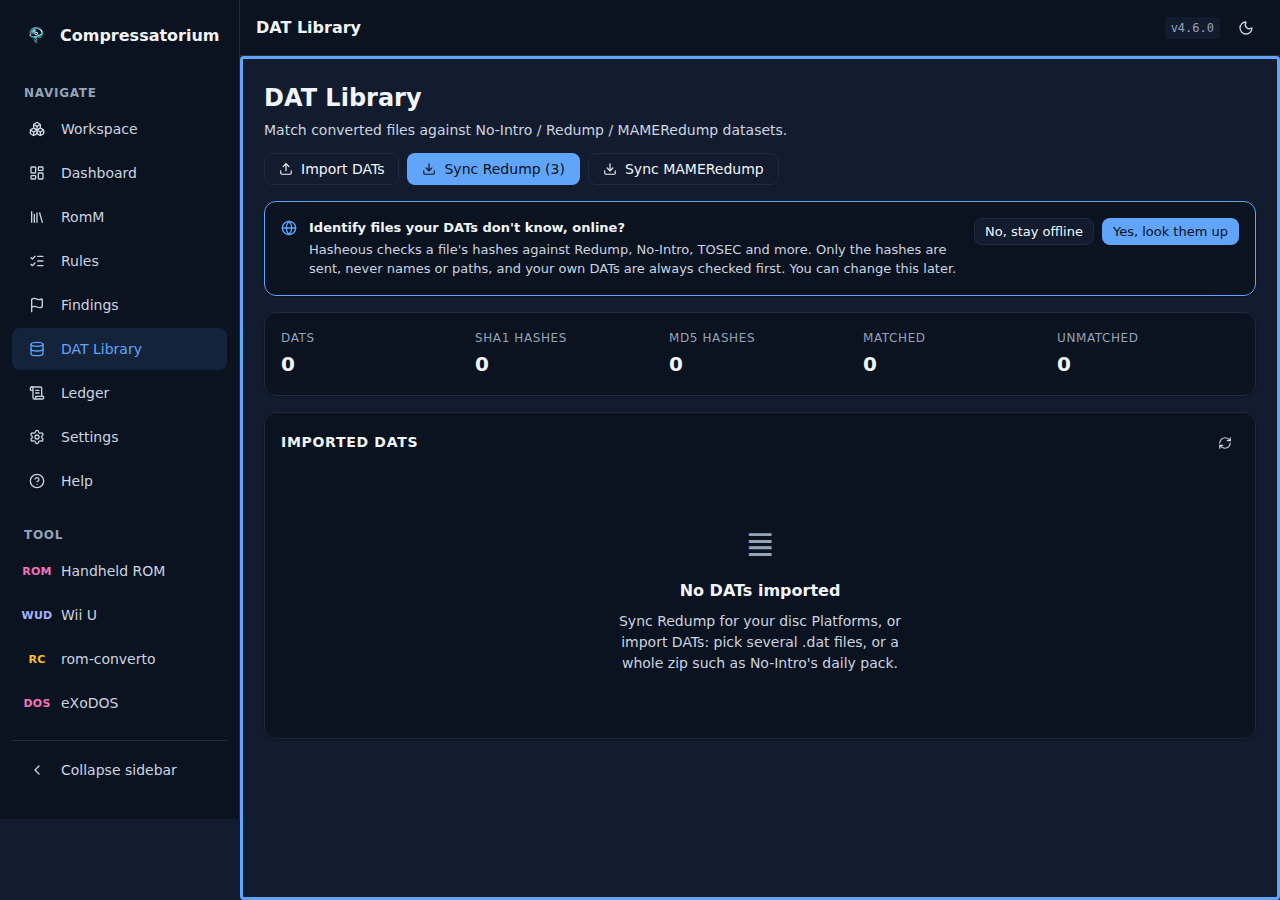 Compressatorium
DAT Library
v4.6.0
NAVIGATE
Workspace
Dashboard
RomM
Rules
Findings
DAT Library
Ledger
Settings
Help
TOOL
ROM Handheld ROM
WUD Wii U
RC rom-converto
DOS eXoDOS
Collapse sidebar
DAT Library
Match converted files against No-Intro / Redump / MAMERedump datasets.
Import DATs
Sync Redump (3)
Sync MAMERedump
Identify files your DATs don't know, online?
Hasheous checks a file's hashes against Redump, No-Intro, TOSEC and more. Only the hashes are
sent, never names or paths, and your own DATs are always checked first. You can change this later.
No, stay offline
Yes, look them up
DATS
0
SHA1 HASHES
0
MD5 HASHES
0
MATCHED
0
UNMATCHED
0
IMPORTED DATS
No DATs imported
Sync Redump for your disc Platforms, or
import DATs: pick several .dat files, or a
whole zip such as No-Intro's daily pack.